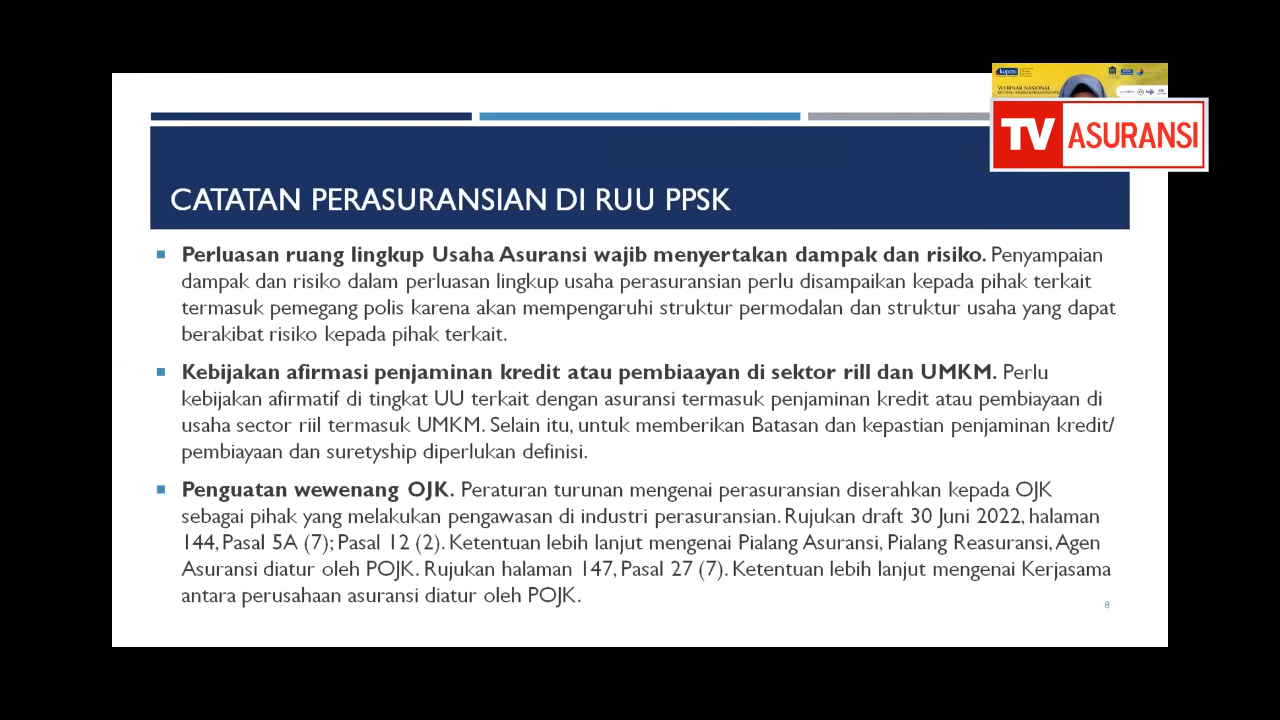 kupasi
WEBINAR NASIONAL
TV ASURANSI
CATATAN PERASURANSIAN DI RUU PPSK
Perluasan ruang lingkup Usaha Asuransi wajib menyertakan dampak dan risiko. Penyampaian
dampak dan risiko dalam perluasan lingkup usaha perasuransian perlu disampaikan kepada pihak terkait
termasuk pemegang polis karena akan mempengaruhi struktur permodalan dan struktur usaha yang dapat
berakibat risiko kepada pihak terkait.
Kebijakan afirmasi penjaminan kredit atau pembiaayan di sektor rill dan UMKM. Perlu
kebijakan afirmatif di tingkat UU terkait dengan asuransi termasuk penjaminan kredit atau pembiayaan di
usaha sector riil termasuk UMKM. Selain itu, untuk memberikan Batasan dan kepastian penjaminan kredit/
pembiayaan dan suretyship diperlukan definisi.
Penguatan wewenang OJK. Peraturan turunan mengenai perasuransian diserahkan kepada OJK
sebagai pihak yang melakukan pengawasan di industri perasuransian. Rujukan draft 30 Juni 2022, halaman
144, Pasal 5A (7); Pasal 12 (2). Ketentuan lebih lanjut mengenai Pialang Asuransi, Pialang Reasuransi, Agen
Asuransi diatur oleh POJK. Rujukan halaman 147, Pasal 27 (7). Ketentuan lebih lanjut mengenai Kerjasama
antara perusahaan asuransi diatur oleh POJK.
8